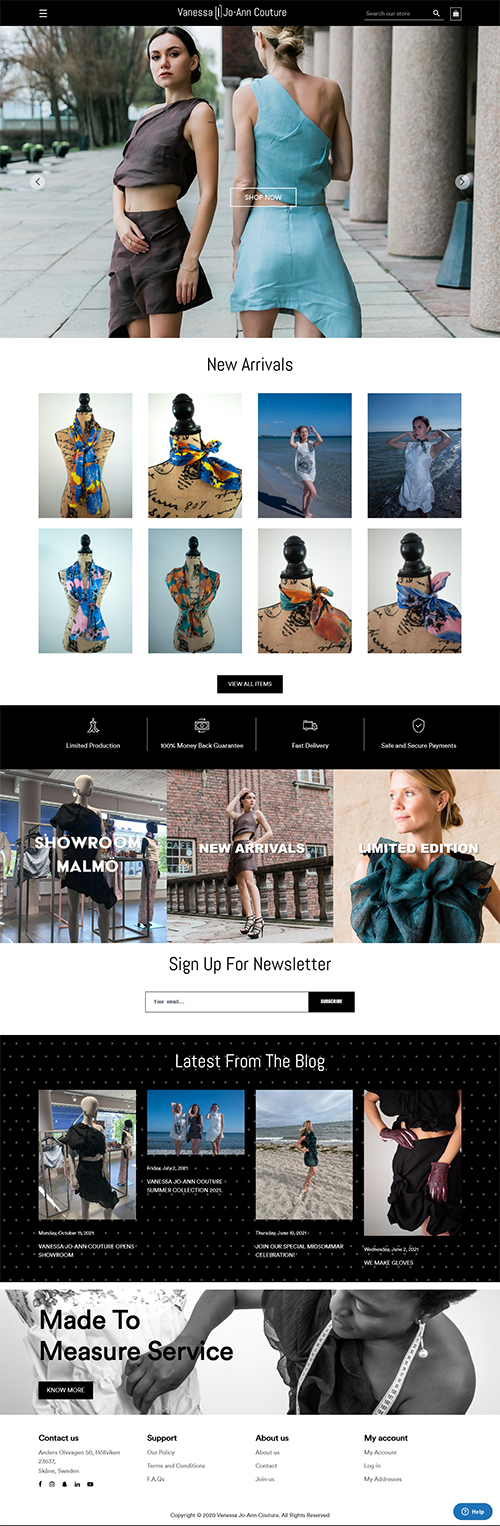 Vanessa Jo-Ann Couture
Search our store
SHOP NOW
New Arrivals
VIEW ALL ITEMS
Limited Production
100% Money Back Guarantee
Fast Delivery
Safe and Secure Payments
SHOWROOM
MALMO
NEW ARRIVALS
LIMITED EDITION
Sign Up For Newsletter
Your email...
SUBSCRIBE
Latest From The Blog
Monday, October 11, 2021
VANESSA JO-ANN COUTURE OPENS
SHOWROOM
Friday, July 2, 2021
VANESSA JO-ANN COUTURE
SUMMER COLLECTION 2021.
Thursday, June 10, 2021
JOIN OUR SPECIAL MIDSOMMAR
CELEBRATION!
Wednesday, June 2, 2021
WE MAKE GLOVES
Made To
Measure Service
KNOW MORE
Contact us
Anders Olsvagen 50, Höllviken
23637,
Skåne, Sweden
Support
Our Policy
Terms and Conditions
F.A.Qs
About us
About us
Contact
Join us
My account
My Account
Log in
My Addresses
Copyright © 2020 Vanessa Jo-Ann Couture. All Rights Reserved
Help